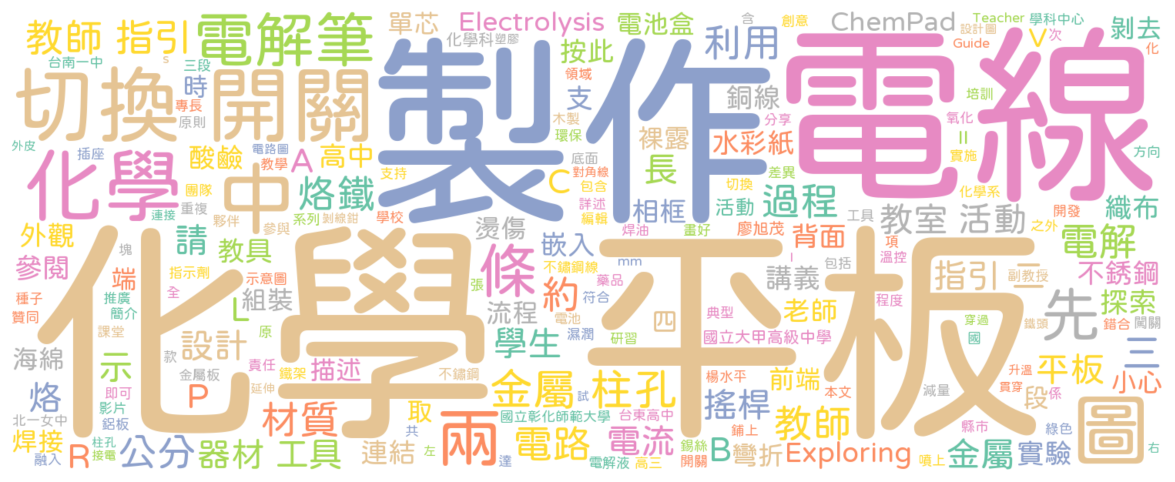 教師 指引
電解筆
單芯
Electrolysis
電池盒
利用
ChemPad
Teacher
學科中心
剝去
台南一中
化學科
塑膠
按此
含
創意
設計圖
Guide
V
次
化
s
三段
時
領域
支
銅線
培訓
切換
開關
製作
電線
專長
原則
木製
環保
裸露
分享
水彩紙
氧化
II
實施
方向
外皮
插座
電路圖
酸鹼
教學
A
高中
底面
對角線
包含
長
差異
化學系
化學
團隊
中
烙鐵
支持
C
詳述
編輯
相框
切換
活動
過程
工具
開發
織布
連接
重複
夥伴
參與
系列
剝線鉗
學校
燙傷
焊油
畫好
廖旭茂
背面
教室 活動
項
之外
電解
外觀
請
教具
嵌入
mm
溫控
參閱
塊
端
指示劑
示意圖
條
不鏽鋼線
藥品
講義
包括
指引
二
副教授
不銹鋼
種子
贊同
推廣
簡介
全
L
組裝
張
流程
約
符合
典型
老師
程度
先
探索
化學平板
圖
課堂
原
電池
濕潤
四
研習
國立大甲高級中學
穿過
國
鐵頭
錯合
闖關
海綿
示
款
設計
責任
鐵架
描述
學生
楊水平
前端
本文
升溫
貫穿
平板
三
小心
金屬板
延伸
不鏽鋼
金屬
柱孔
試
搖桿
減量
段
係
烙
即可
影片
P
材質
取
兩
國立彰化師範大學
台東高中
鋪上
教師
縣市
綠色
北一女中
鋁板
焊接
柱孔
接電
融入
R
公分
器材
工具
共
連結
左
達
電路
電解液
高三
電流
錫絲
開關
B
彎折
Exploring
噴上
金屬
實驗
右